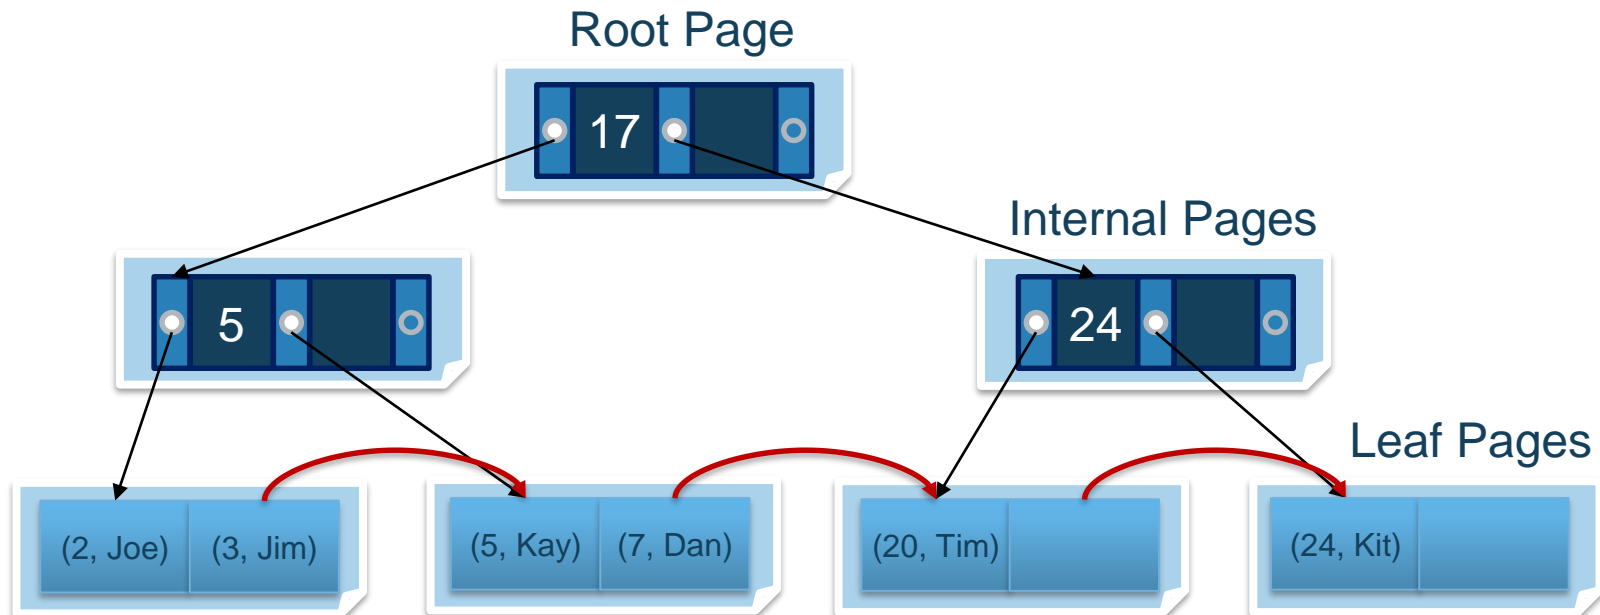 Root Page
17
Internal Pages
5
24
Leaf Pages
(2, Joe) (3, Jim) (5, Kay) (7, Dan) (20, Tim) (24, Kit)